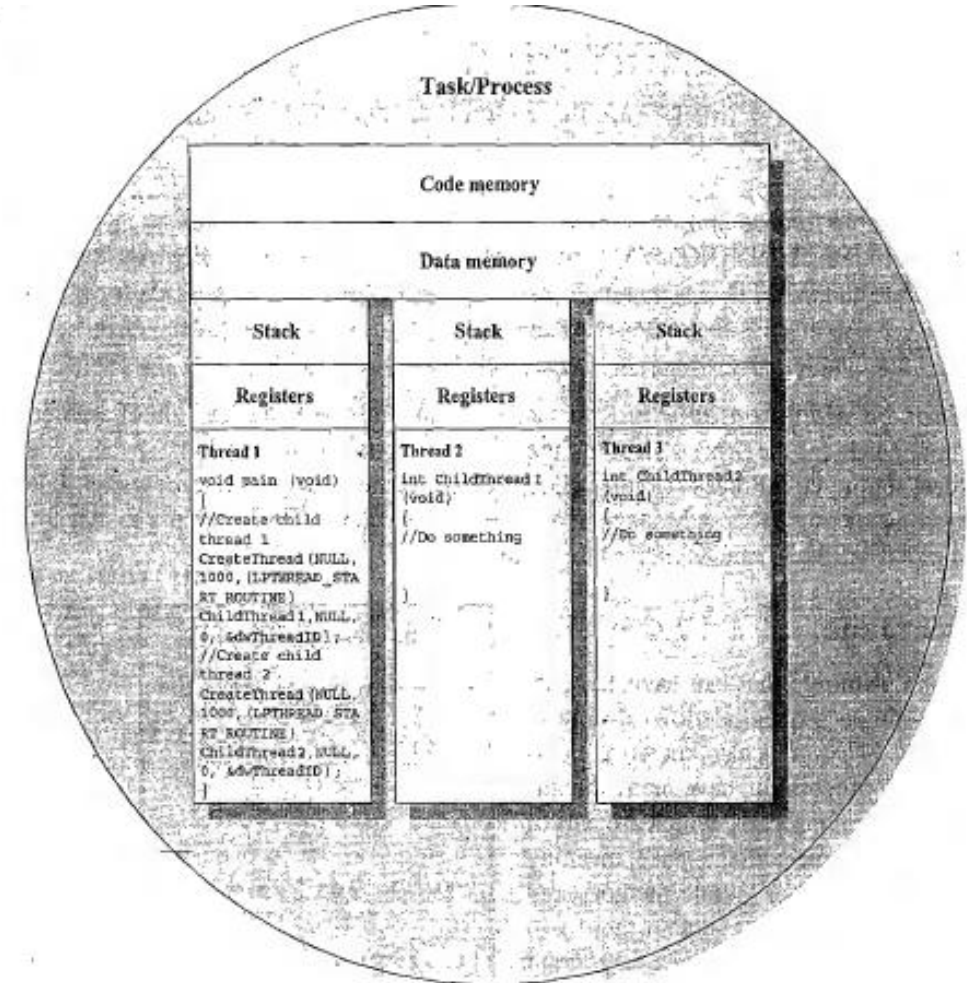 Task/Process
Code memory
Data memory
Stack
Registers
Thread 1
void main (void)
{
//Create child
thread 1
CreateThread(NULL,
1000,(LPTHREAD_STA
RT_ROUTINE)
ChildThread1,NULL,
0, &dwThreadID);
//Create child
thread 2
CreateThread(NULL,
1000,(LPTHREAD_STA
RT_ROUTINE)
ChildThread2,NULL,
0, &dwThreadID);
}
Stack
Registers
Thread 2
int ChildThread1
(void)
{
//Do something
}
Stack
Registers
Thread 3
int ChildThread2
(void)
{
//Do something
}